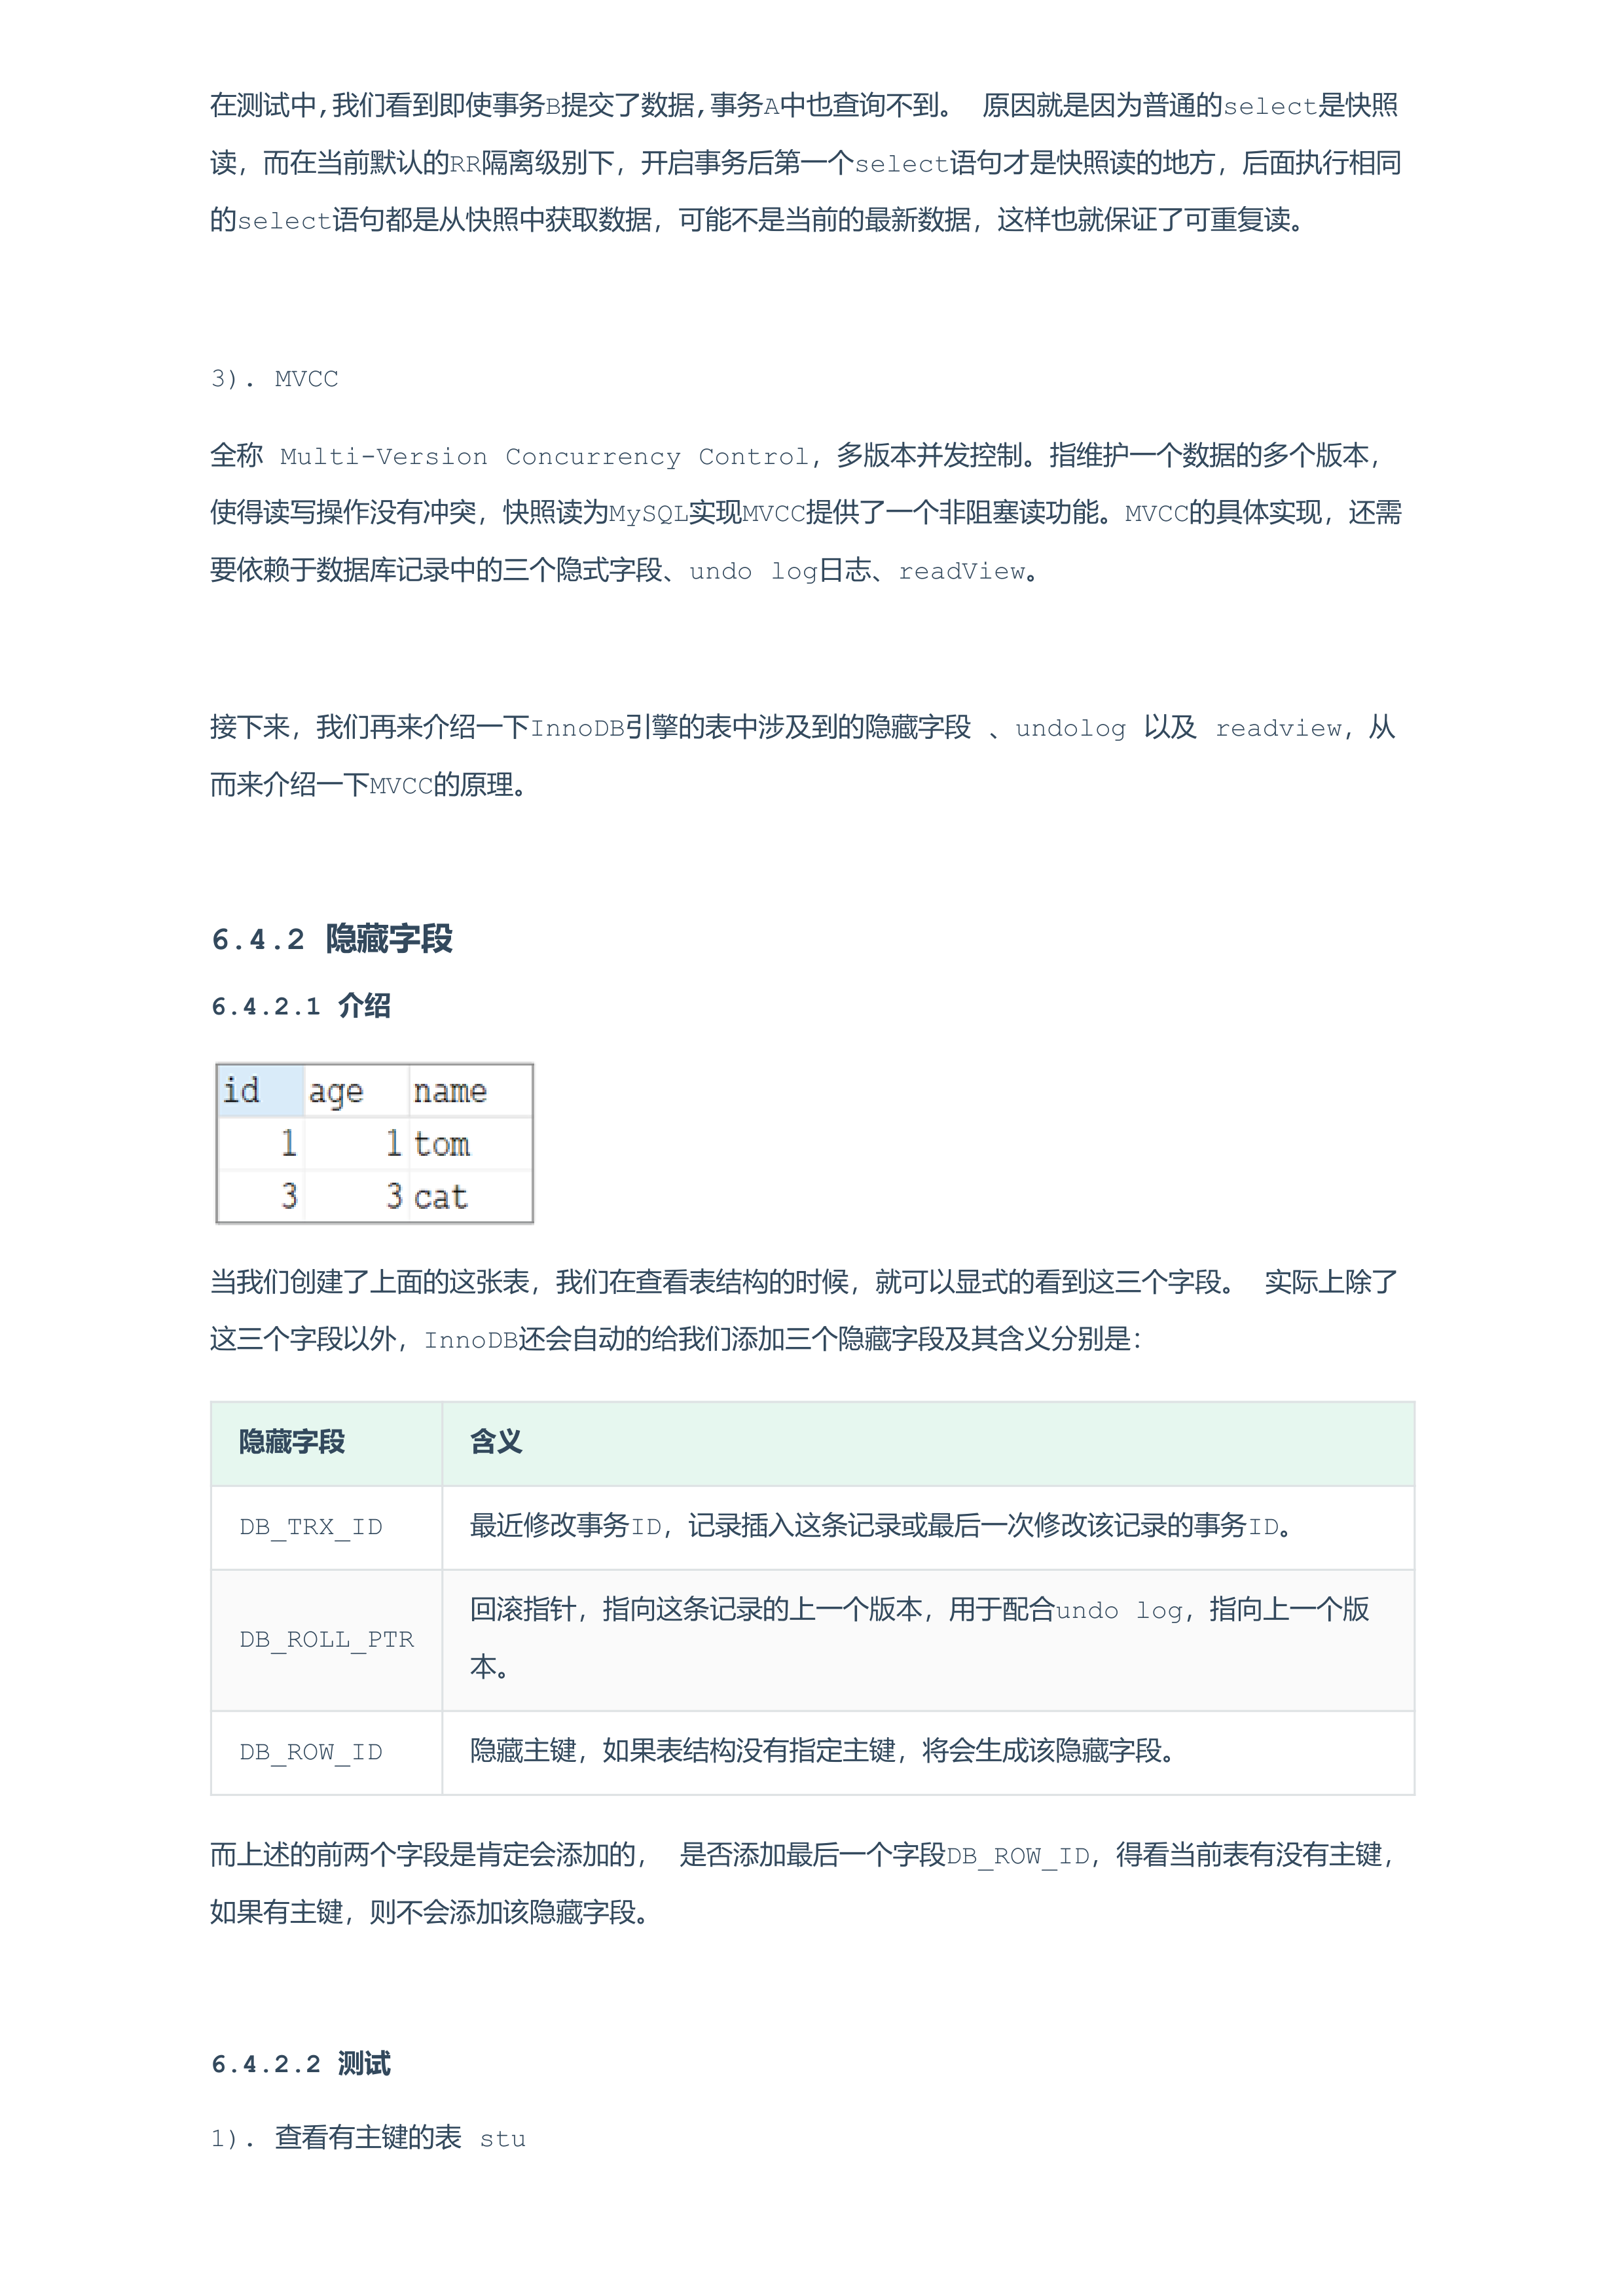 在测试中,我们看到即使事务B提交了数据,事务A中也查询不到。 原因就是因为普通的select是快照
读，而在当前默认的RR隔离级别下，开启事务后第一个select语句才是快照读的地方，后面执行相同
的select语句都是从快照中获取数据，可能不是当前的最新数据，这样也就保证了可重复读。
3). MVCC
全称 Multi-Version Concurrency Control，多版本并发控制。指维护一个数据的多个版本，
使得读写操作没有冲突，快照读为MySQL实现MVCC提供了一个非阻塞读功能。MVCC的具体实现，还需
要依赖于数据库记录中的三个隐式字段、undo log日志、readView。
接下来，我们再来介绍一下InnoDB引擎的表中涉及到的隐藏字段 、undolog 以及 readview，从
而来介绍一下MVCC的原理。
6.4.2 隐藏字段
6.4.2.1 介绍
id age name
1 1 tom
3 3 cat
当我们创建了上面的这张表，我们在查看表结构的时候，就可以显式的看到这三个字段。 实际上除了
这三个字段以外，InnoDB还会自动的给我们添加三个隐藏字段及其含义分别是：
隐藏字段 含义
DB_TRX_ID 最近修改事务ID，记录插入这条记录或最后一次修改该记录的事务ID。
DB_ROLL_PTR 回滚指针，指向这条记录的上一个版本，用于配合undo log，指向上一个版
本。
DB_ROW_ID 隐藏主键，如果表结构没有指定主键，将会生成该隐藏字段。
而上述的前两个字段是肯定会添加的， 是否添加最后一个字段DB_ROW_ID，得看当前表有没有主键，
如果有主键，则不会添加该隐藏字段。
6.4.2.2 测试
1). 查看有主键的表 stu